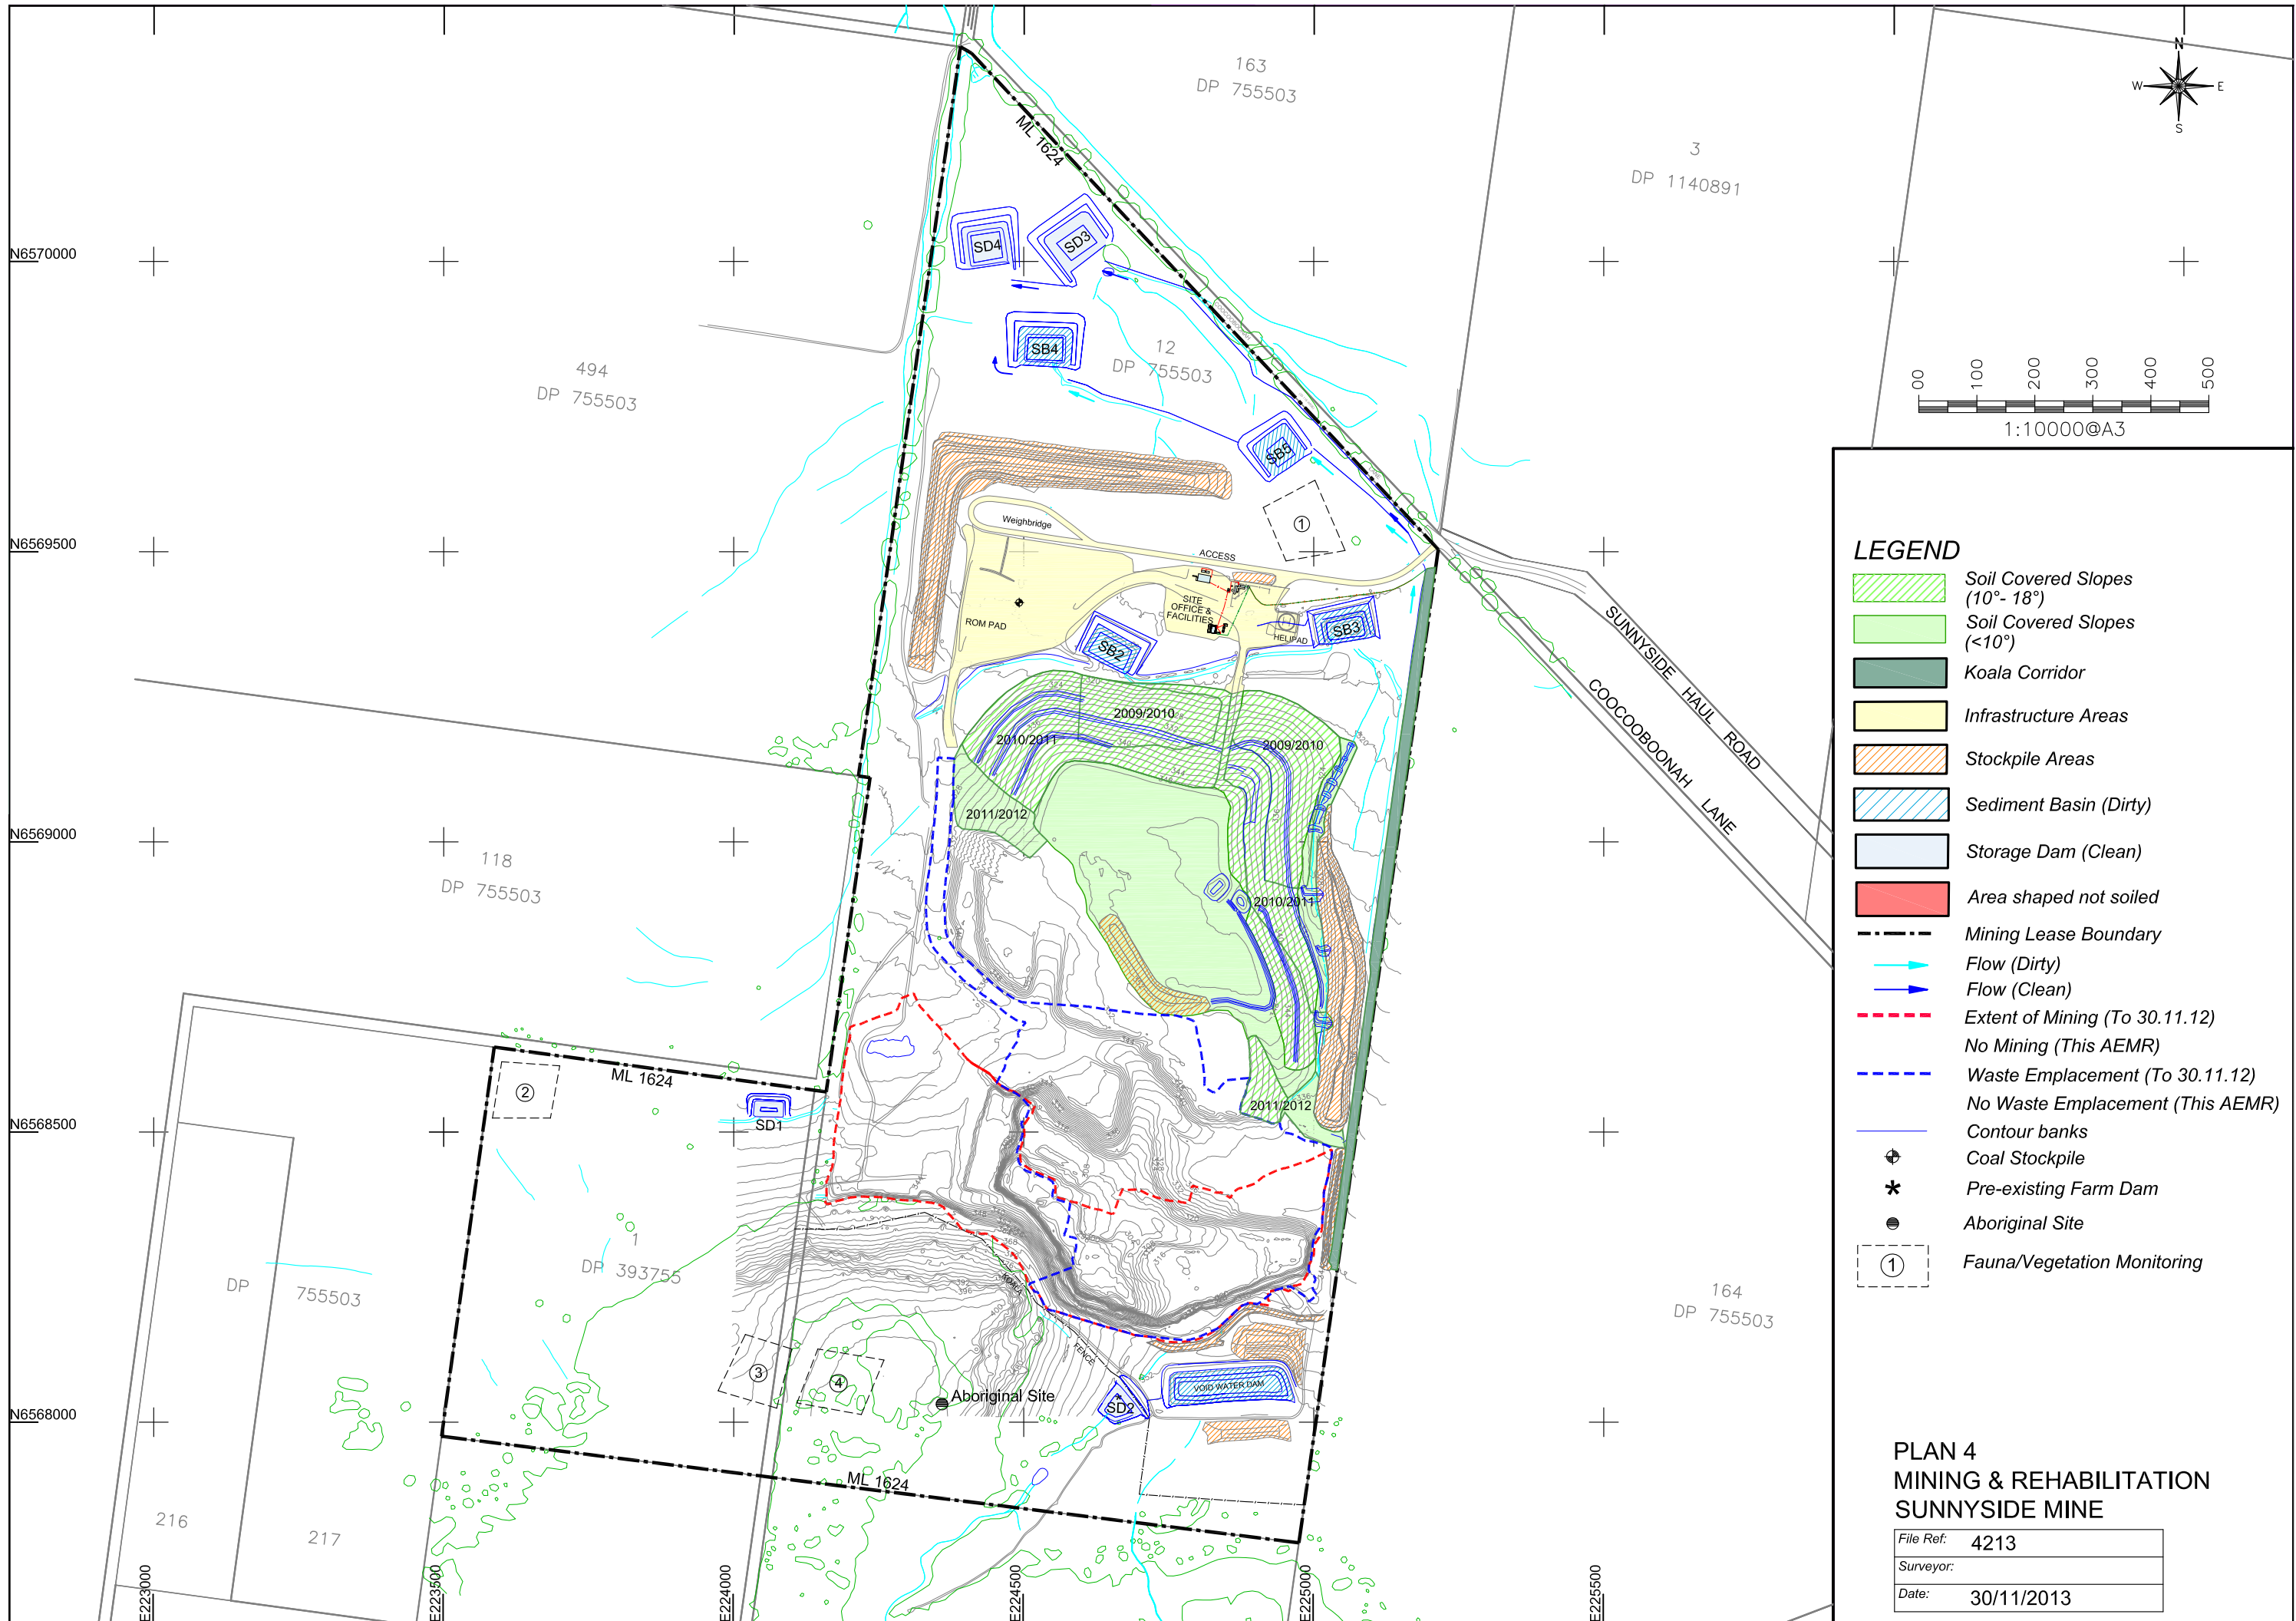 163
DP 755503
N
W
E
S
3
DP 1140891
ML 1624
N6570000
SD4
SD3
SB4
12
DP 755503
494
DP 755503
00
100
200
300
400
500
1:10000@A3
SB5
1
N6569500
Weighbridge
ACCESS
SITE
OFFICE &
FACILITIES
ROM PAD
HELIPAD
SB2
SB3
SUNNYSIDE HAUL ROAD
COOCOOBOONAH LANE
2009/2010
2010/2011
2009/2010
2011/2012
2010/2011
N6569000
118
DP 755503
ML 1624
2
SD1
2011/2012
N6568500
1
DP 393755
DP 755503
164
DP 755503
KOALA
FENCE
3
4
Aboriginal Site
VOID WATER DAM
SD2
N6568000
ML 1624
216
217
E223000
E223500
E224000
E224500
E225000
E225500
LEGEND
Soil Covered Slopes
(10°- 18°)
Soil Covered Slopes
(<10°)
Koala Corridor
Infrastructure Areas
Stockpile Areas
Sediment Basin (Dirty)
Storage Dam (Clean)
Area shaped not soiled
Mining Lease Boundary
Flow (Dirty)
Flow (Clean)
Extent of Mining (To 30.11.12)
No Mining (This AEMR)
Waste Emplacement (To 30.11.12)
No Waste Emplacement (This AEMR)
Contour banks
Coal Stockpile
Pre-existing Farm Dam
Aboriginal Site
1
Fauna/Vegetation Monitoring
PLAN 4
MINING & REHABILITATION
SUNNYSIDE MINE
File Ref: 4213
Surveyor:
Date: 30/11/2013